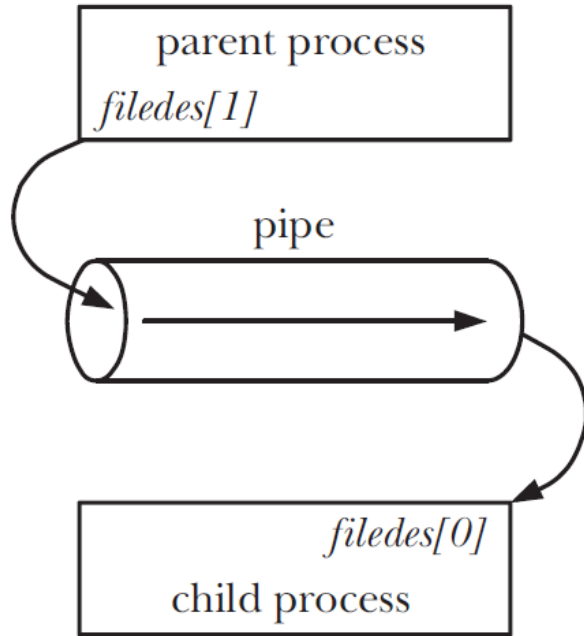 parent process
filedes[1]
pipe
filedes[0]
child process